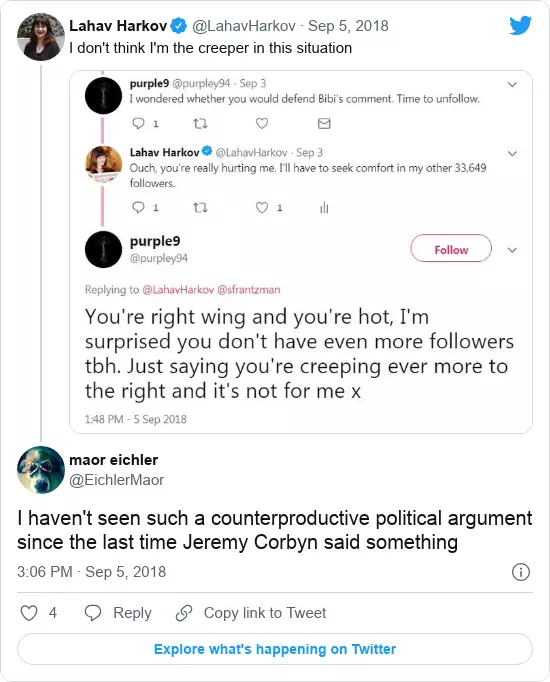 Lahav Harkov @LahavHarkov · Sep 5, 2018
I don't think I'm the creeper in this situation
purple9 @purpley94 · Sep 3
I wondered whether you would defend Bibi's comment. Time to unfollow.
1
Lahav Harkov @LahavHarkov · Sep 3
Ouch, you're really hurting me. I'll have to seek comfort in my other 33,649
followers.
1 1
purple9
@purpley94
Follow
Replying to @LahavHarkov @sfrantzman
You're right wing and you're hot, I'm
surprised you don't have even more followers
tbh. Just saying you're creeping ever more to
the right and it's not for me x
1:48 PM - 5 Sep 2018
maor eichler
@EichlerMaor
I haven't seen such a counterproductive political argument
since the last time Jeremy Corbyn said something
3:06 PM · Sep 5, 2018
4 Reply Copy link to Tweet
Explore what's happening on Twitter